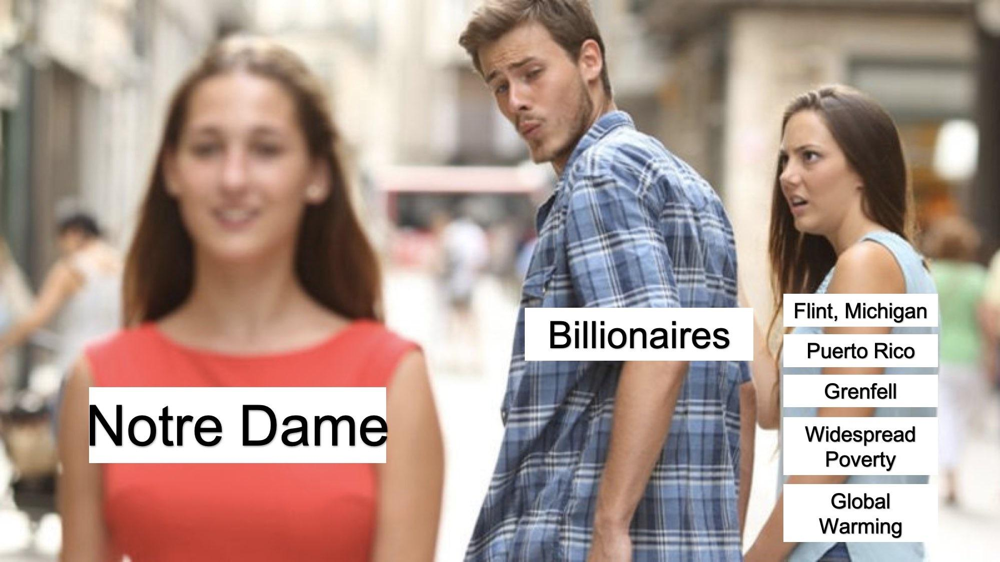 Notre Dame
Billionaires
Flint, Michigan
Puerto Rico
Grenfell
Widespread
Poverty
Global
Warming